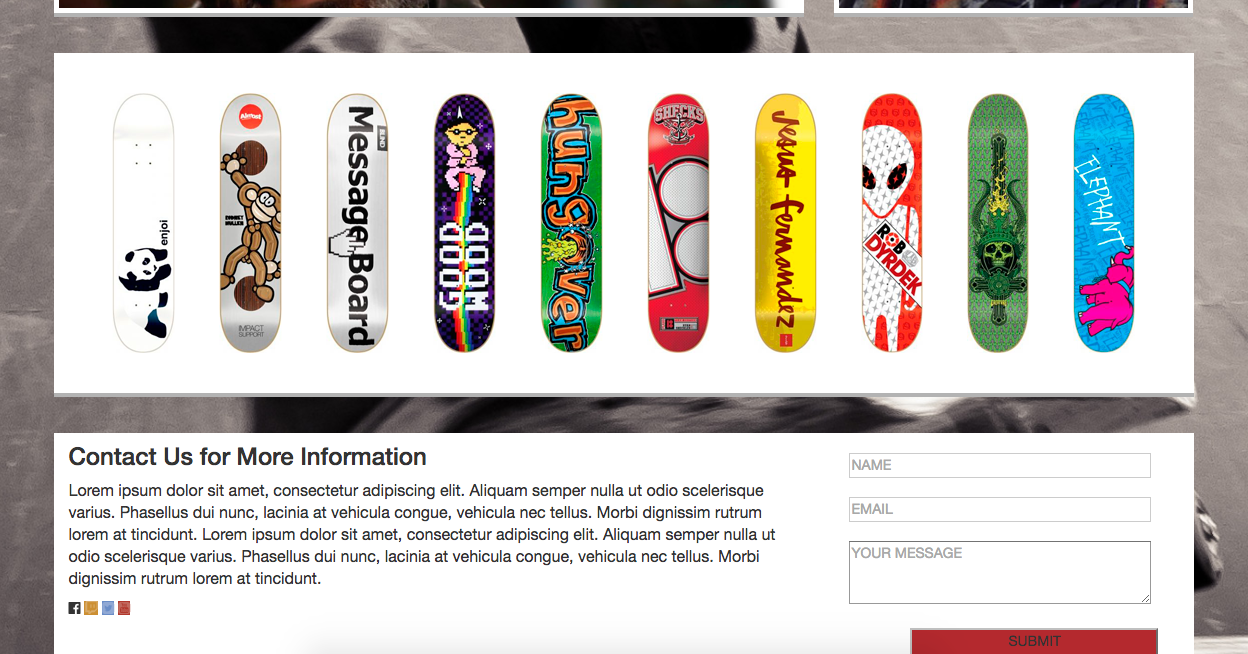 enjoi
Almost
IMPACT
SUPPORT
BLIND
Message Board
GOOD
WOOD
hungover
SHECKS
Jesus Fernandez
ROB
DYRDEK
ELEPHANT
Contact Us for More Information
Lorem ipsum dolor sit amet, consectetur adipiscing elit. Aliquam semper nulla ut odio scelerisque
varius. Phasellus dui nunc, lacinia at vehicula congue, vehicula nec tellus. Morbi dignissim rutrum
lorem at tincidunt. Lorem ipsum dolor sit amet, consectetur adipiscing elit. Aliquam semper nulla ut
odio scelerisque varius. Phasellus dui nunc, lacinia at vehicula congue, vehicula nec tellus. Morbi
dignissim rutrum lorem at tincidunt.
NAME
EMAIL
YOUR MESSAGE
SUBMIT